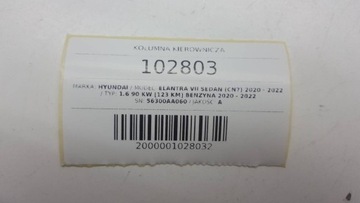 KOLUMNA KIEROWNICZA
102803
MARKA: HYUNDAI / MODEL: ELANTRA VII SEDAN (CN7) 2020 - 2022
/ TYP: 1.6 90 KW [123 KM] BENZYNA 2020 - 2022
SN: 56300AA060 / JAKOŚĆ: A
2000001028032